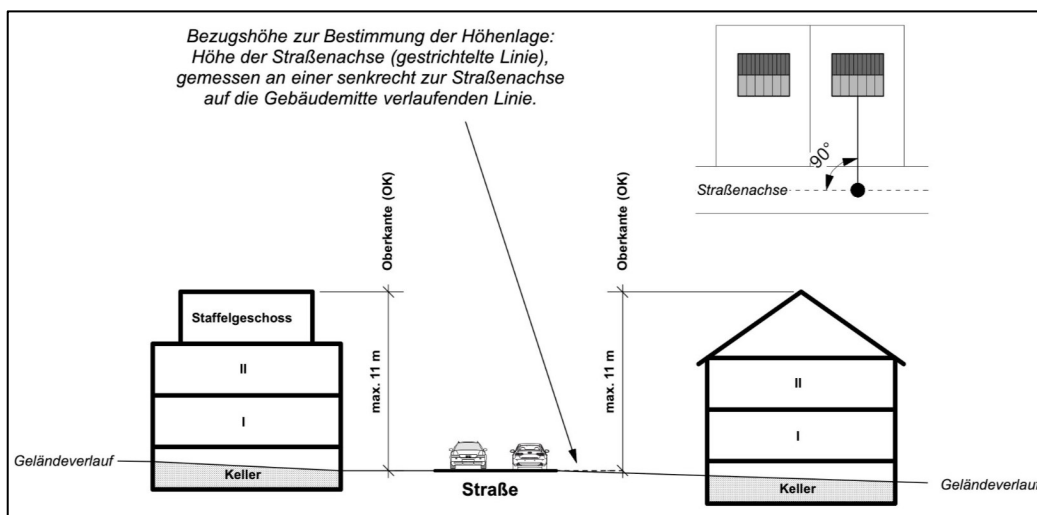 Bezugshöhe zur Bestimmung der Höhenlage:
Höhe der Straßenachse (gestrichtelte Linie),
gemessen an einer senkrecht zur Straßenachse
auf die Gebäudemitte verlaufenden Linie.
90°
Straßenachse
Oberkante (OK)
max. 11 m
Oberkante (OK)
max. 11 m
Staffelgeschoss
II
I
Keller
Geländeverlauf
Straße
II
I
Keller
Geländeverlauf